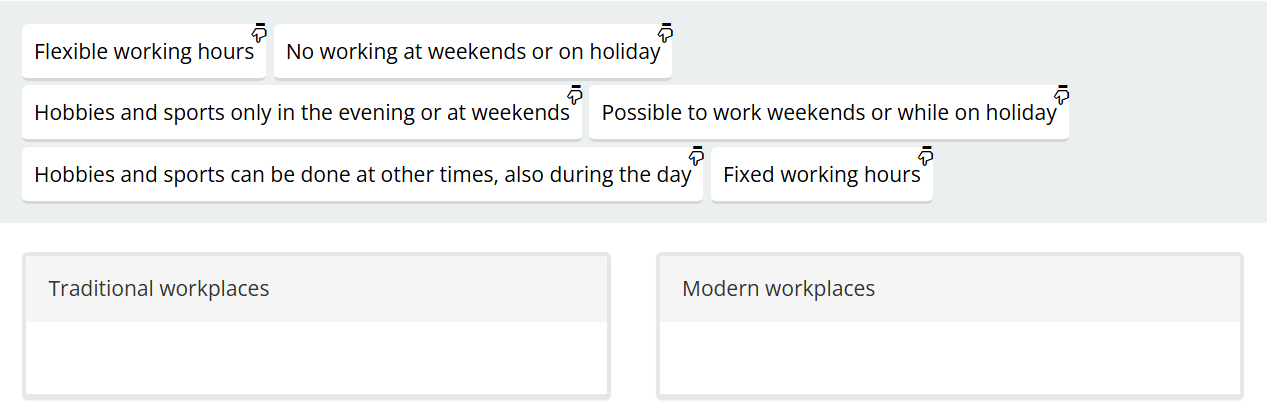 Flexible working hours No working at weekends or on holiday
Hobbies and sports only in the evening or at weekends Possible to work weekends or while on holiday
Hobbies and sports can be done at other times, also during the day Fixed working hours
Traditional workplaces Modern workplaces